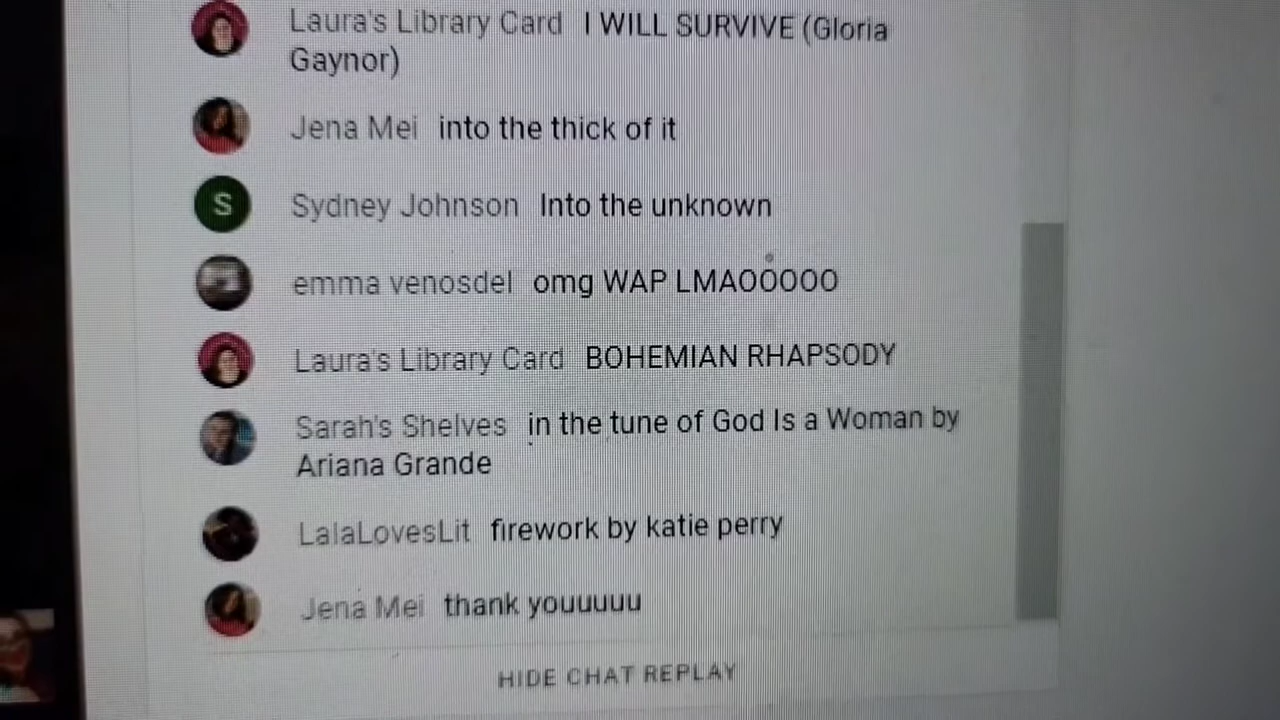 Laura's Library Card I WILL SURVIVE (Gloria
Gaynor)
Jena Mei into the thick of it
S
Sydney Johnson Into the unknown
emma venosdel omg WAP LMAOOOOO
Laura's Library Card BOHEMIAN RHAPSODY
Sarah's Shelves in the tune of God Is a Woman by
Ariana Grande
LalaLovesLit firework by katie perry
Jena Mei thank youuuuuu
HIDE CHAT REPLAY